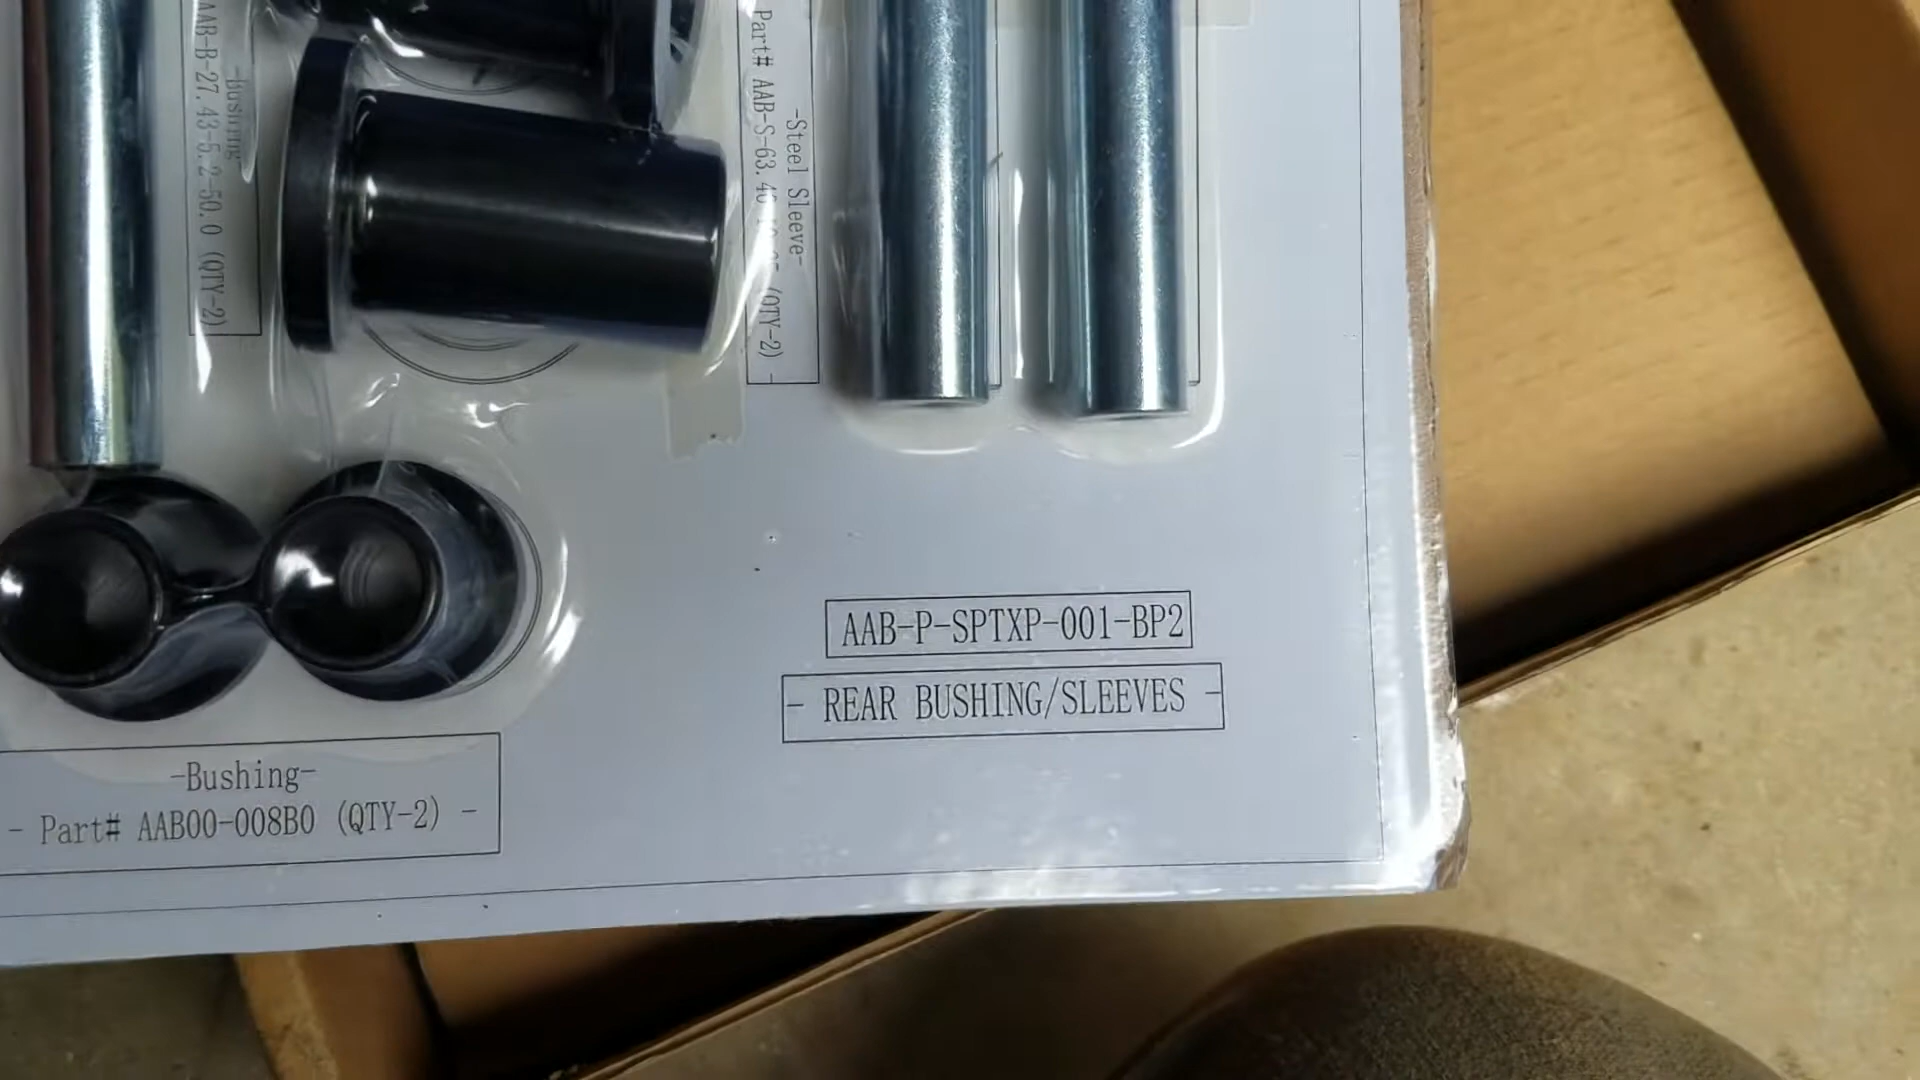 -Bushing-
AAB-B-27.43-5.2-50.0 (QTY-2)
-Steel Sleeve-
Part# AAB-S-63.40 (QTY-2) -
AAB-P-SPTXP-001-BP2
- REAR BUSHING/SLEEVES -
-Bushing-
- Part# AAB00-008B0 (QTY-2) -